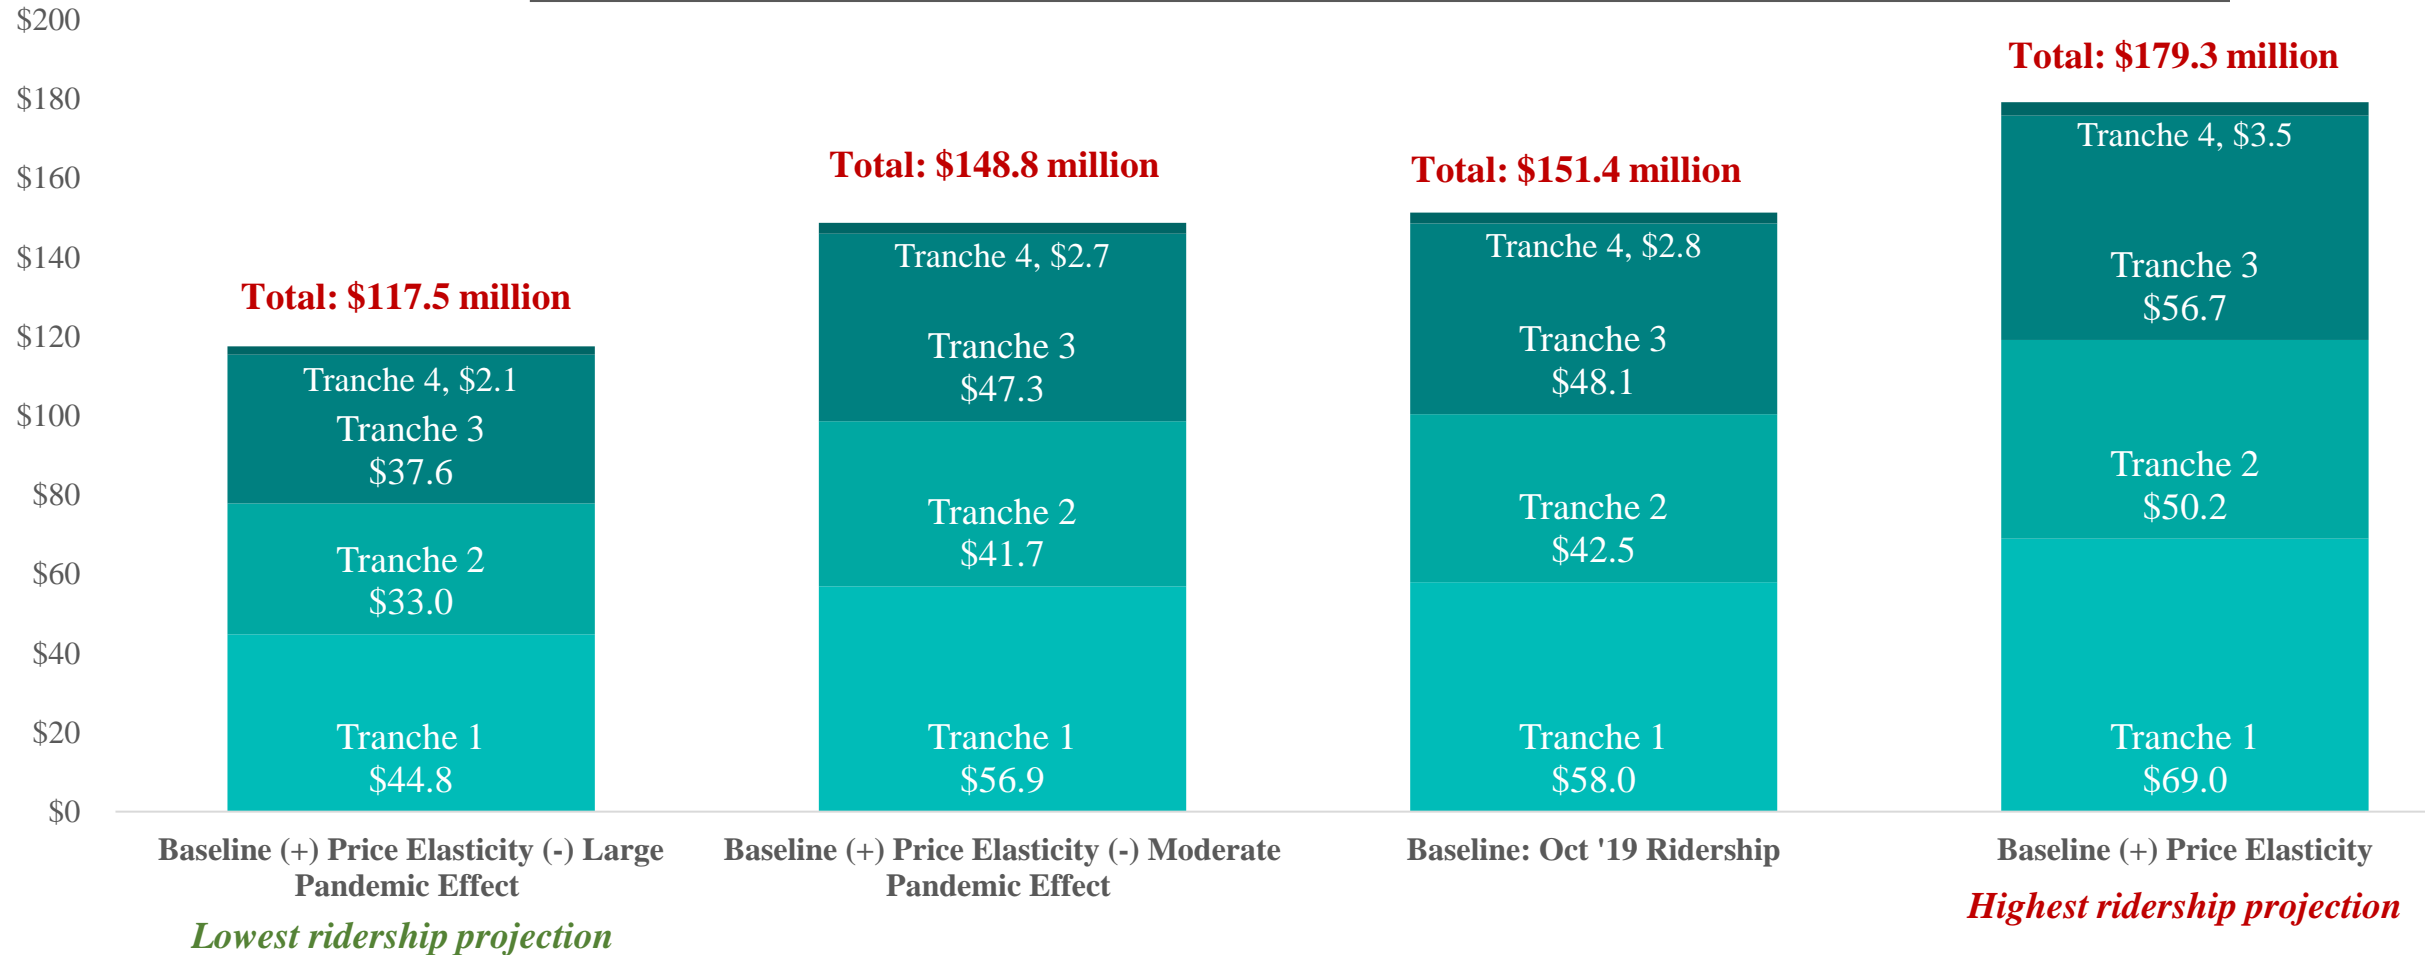 $200
$180
$160
$140
$120
$100
$80
$60
$40
$20
$0
Total: $117.5 million
Tranche 4, $2.1
Tranche 3
$37.6
Tranche 2
$33.0
Tranche 1
$44.8
Baseline (+) Price Elasticity (-) Large
Pandemic Effect
Lowest ridership projection
Total: $148.8 million
Tranche 4, $2.7
Tranche 3
$47.3
Tranche 2
$41.7
Tranche 1
$56.9
Baseline (+) Price Elasticity (-) Moderate
Pandemic Effect
Total: $151.4 million
Tranche 4, $2.8
Tranche 3
$48.1
Tranche 2
$42.5
Tranche 1
$58.0
Baseline: Oct '19 Ridership
Total: $179.3 million
Tranche 4, $3.5
Tranche 3
$56.7
Tranche 2
$50.2
Tranche 1
$69.0
Baseline (+) Price Elasticity
Highest ridership projection